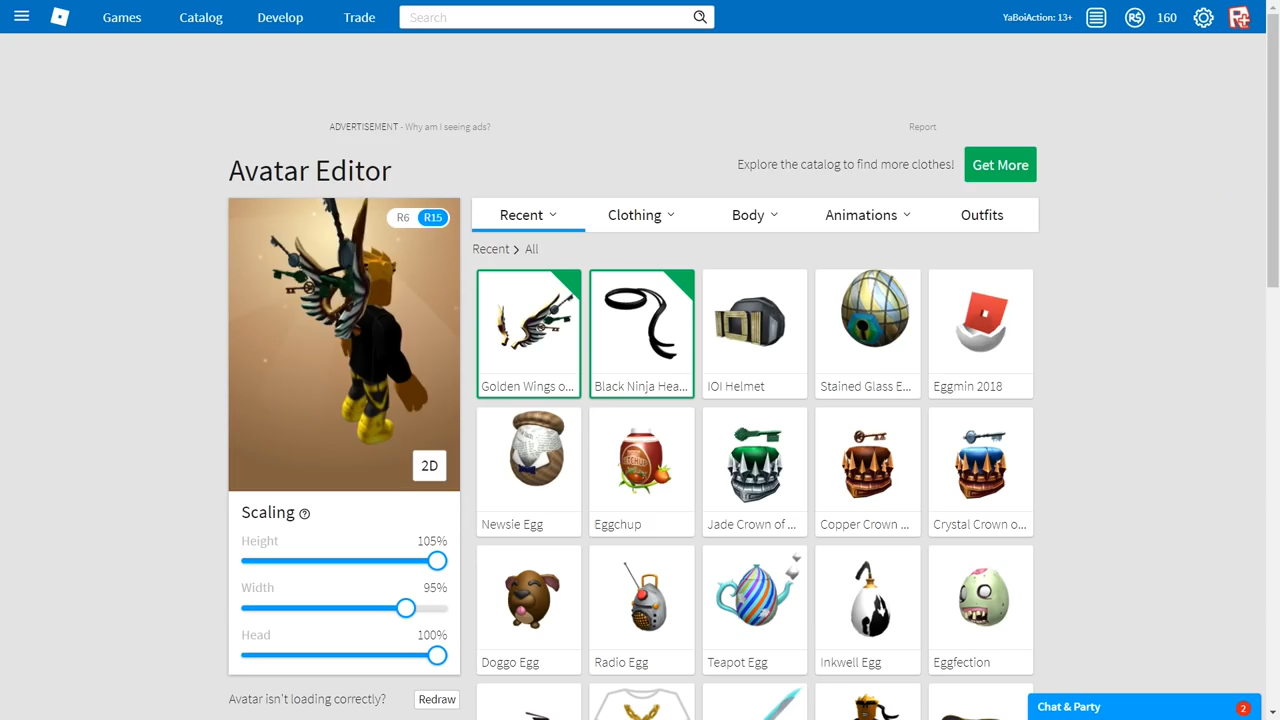 Games Catalog Develop Trade Search YaBoiAction: 13+ R$ 160
ADVERTISEMENT - Why am I seeing ads? Report
Avatar Editor
Explore the catalog to find more clothes! Get More
R6 R15
2D
Scaling ?
Height 105%
Width 95%
Head 100%
Avatar isn't loading correctly? Redraw
Recent Clothing Body Animations Outfits
Recent > All
Golden Wings o... Black Ninja Hea... IOI Helmet Stained Glass E... Eggmin 2018
Newsie Egg Eggchup Jade Crown of ... Copper Crown ... Crystal Crown o...
Doggo Egg Radio Egg Teapot Egg Inkwell Egg Eggfection
Chat & Party 2